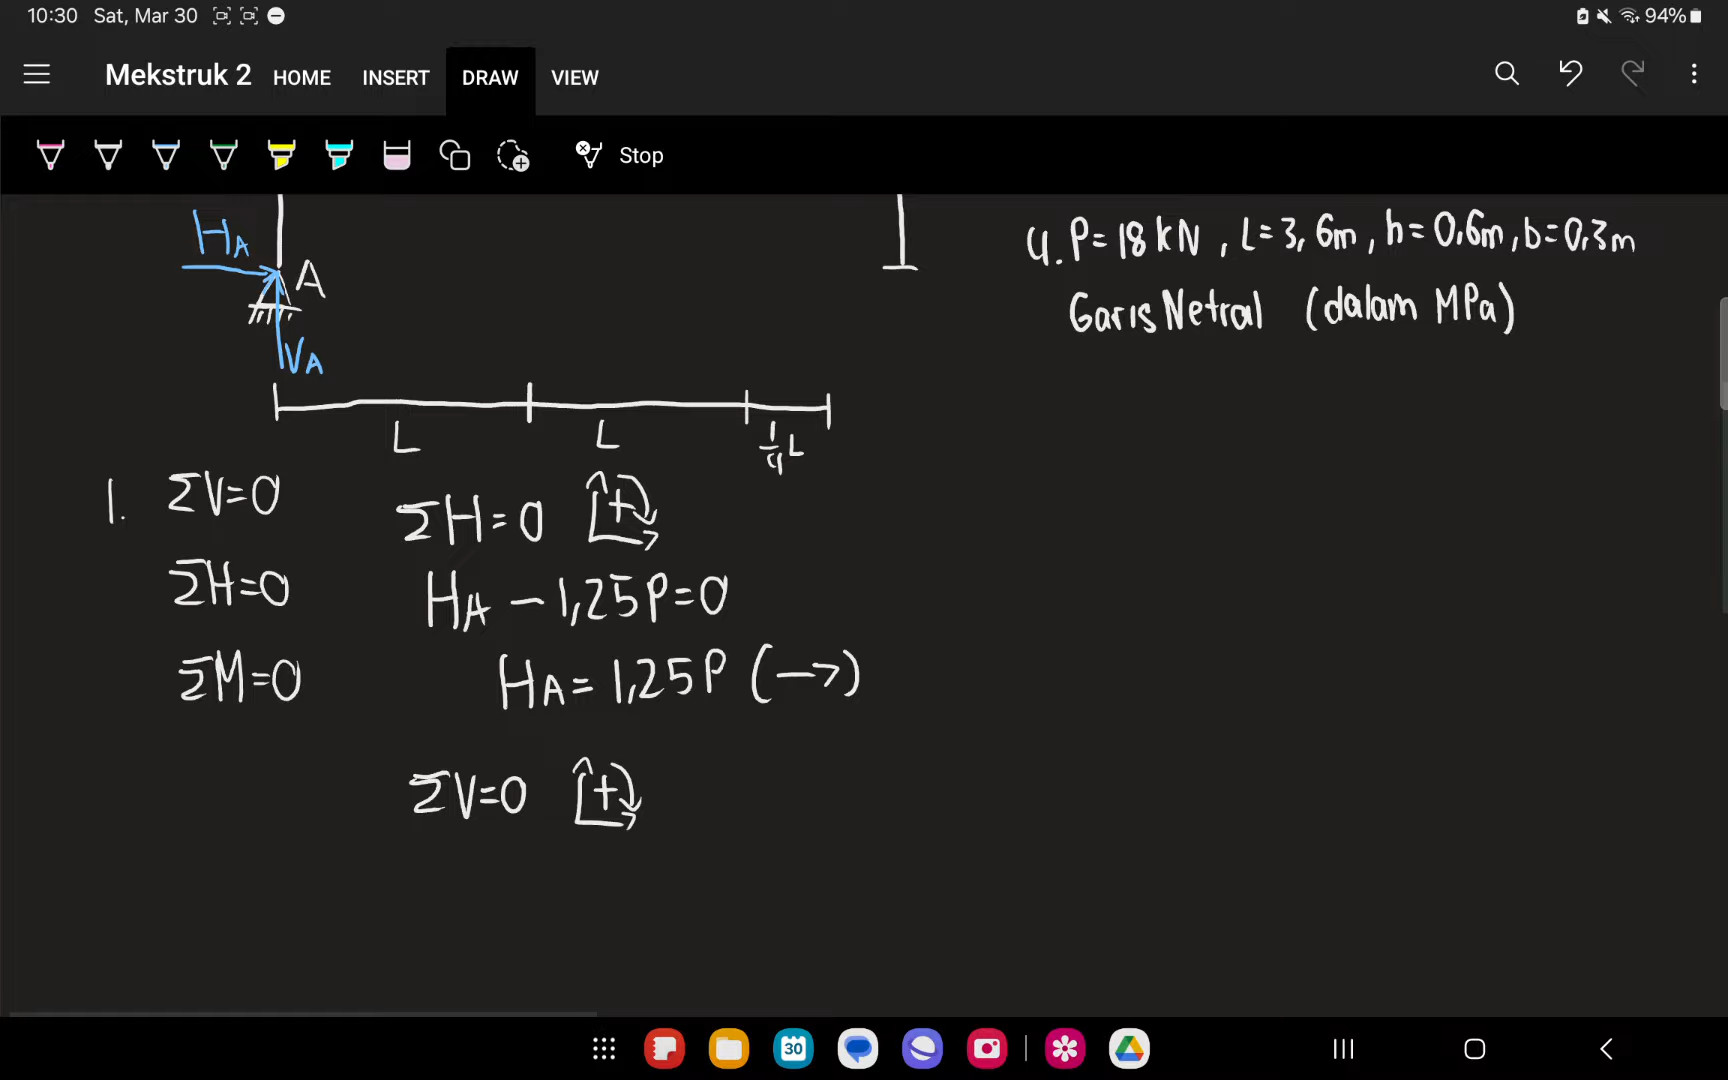 10:30 Sat, Mar 30
94%
Mekstruk 2 HOME INSERT DRAW VIEW
Stop
HA
A
VA
L L 1/4 L
4. P= 18 kN, L= 3,6m, h= 0,6m, b= 0,3m
Garis Netral (dalam MPa)
1. ΣV=0
ΣH=0
ΣM=0
ΣH=0 +
HA - 1,25P=0
HA= 1,25P (→)
ΣV=0 +
30